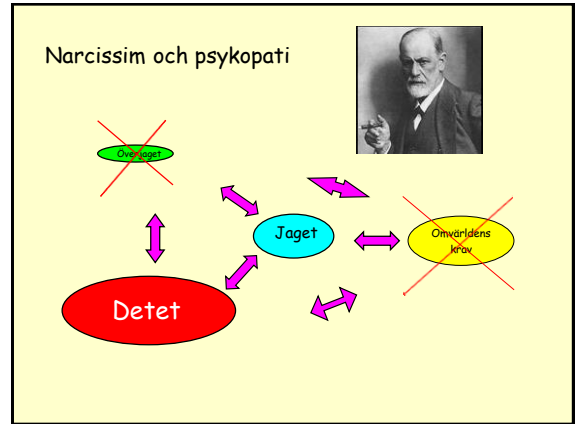 Narcissim och psykopati
Överjaget
Jaget
Omvärldens
krav
Detet